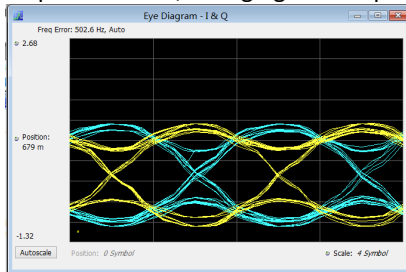 Eye Diagram - I & Q
Freq Error: 502.6 Hz, Auto
2.68
Position:
679 m
-1.32
Autoscale
Position: 0 Symbol
Scale: 4 Symbol